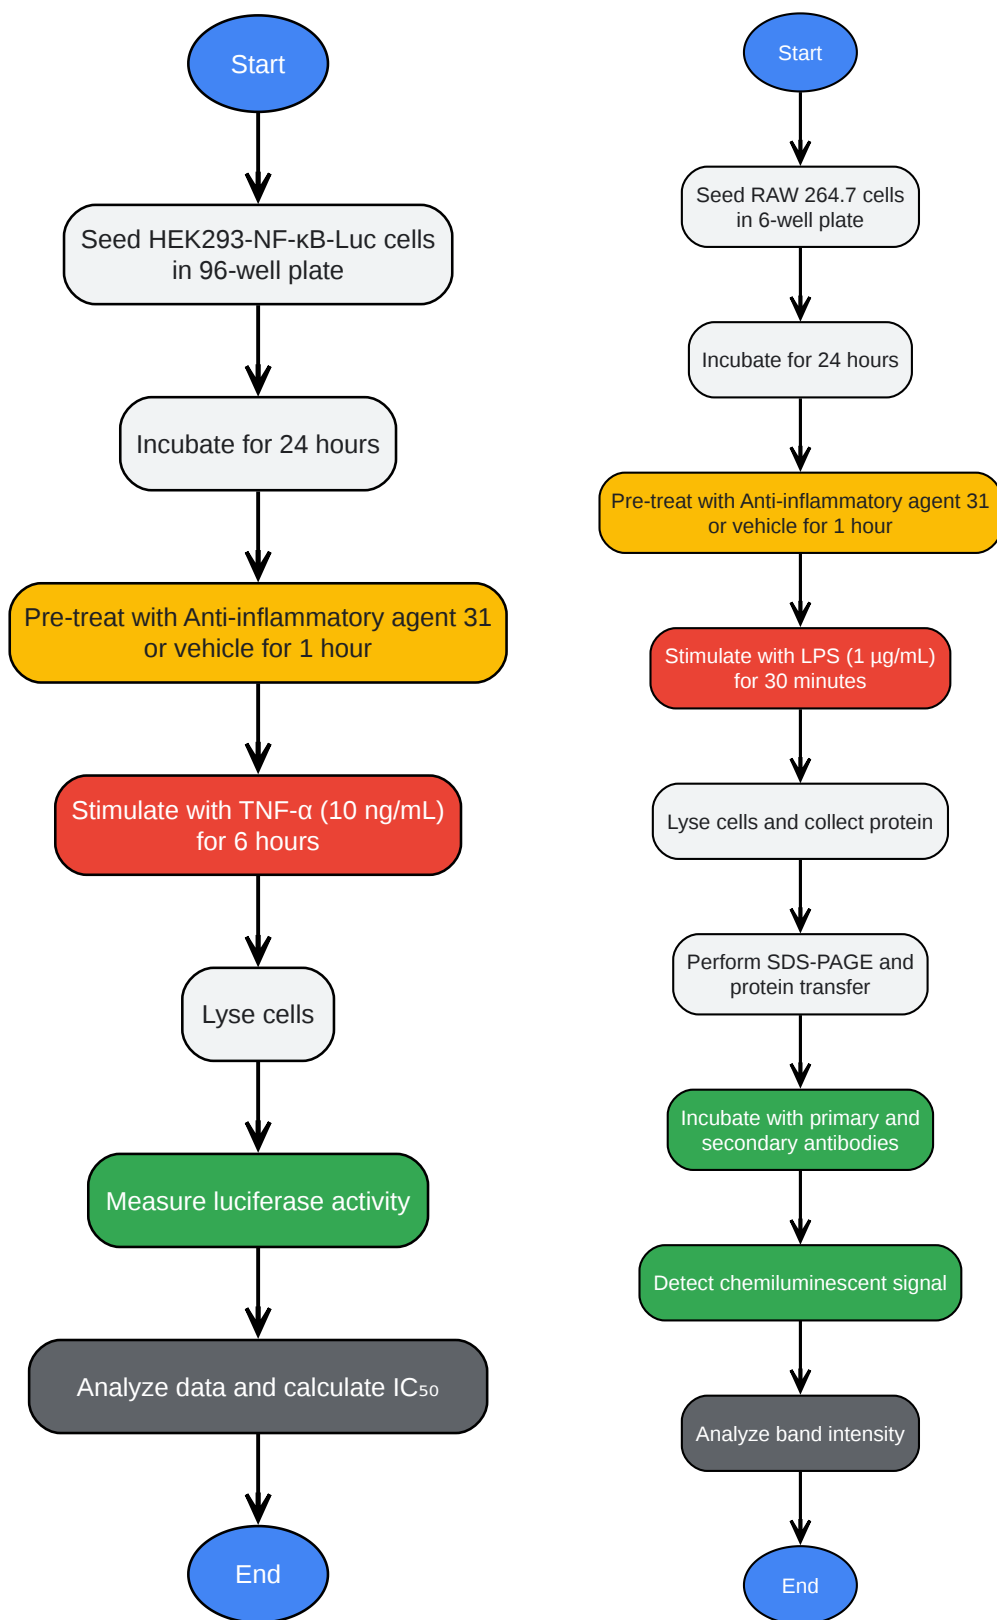 Start
Seed HEK293-NF-κB-Luc cells
in 96-well plate
Incubate for 24 hours
Pre-treat with Anti-inflammatory agent 31
or vehicle for 1 hour
Stimulate with TNF-α (10 ng/mL)
for 6 hours
Lyse cells
Measure luciferase activity
Analyze data and calculate IC₅₀
End
Start
Seed RAW 264.7 cells
in 6-well plate
Incubate for 24 hours
Pre-treat with Anti-inflammatory agent 31
or vehicle for 1 hour
Stimulate with LPS (1 µg/mL)
for 30 minutes
Lyse cells and collect protein
Perform SDS-PAGE and
protein transfer
Incubate with primary and
secondary antibodies
Detect chemiluminescent signal
Analyze band intensity
End